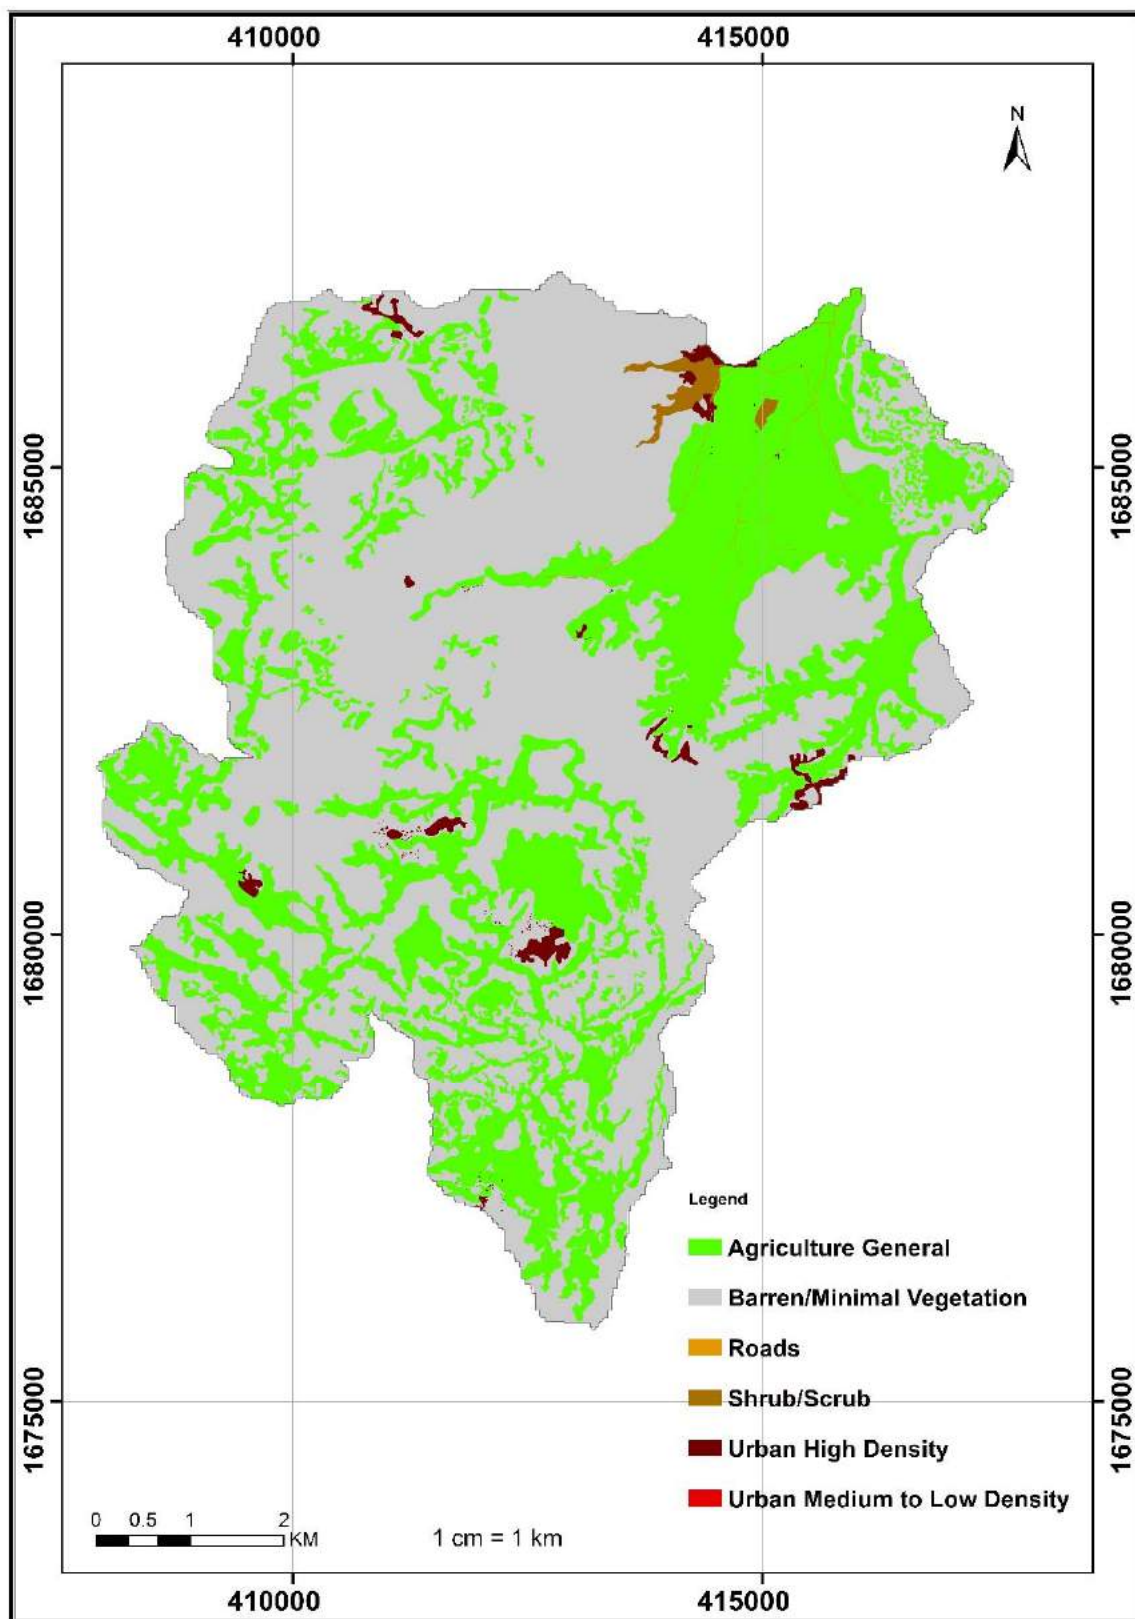 410000 415000
N
1685000 1685000
1680000 1680000
Legend
Agriculture General
Barren/Minimal Vegetation
Roads
Shrub/Scrub
1675000 1675000
Urban High Density
Urban Medium to Low Density
0 0.5 1 2
KM
1 cm = 1 km
410000 415000